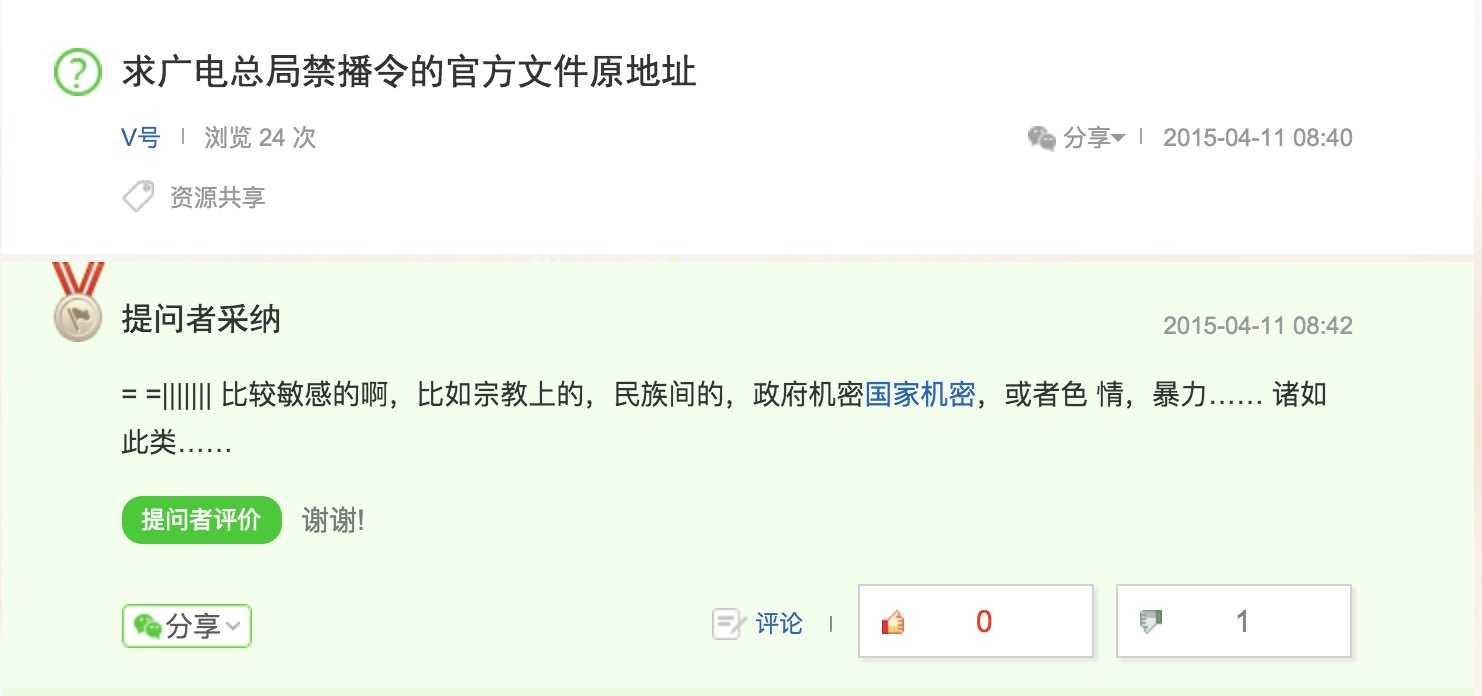 求广电总局禁播令的官方文件原地址
V号 | 浏览 24 次 分享 | 2015-04-11 08:40
资源共享
提问者采纳 2015-04-11 08:42
= =||||||| 比较敏感的啊，比如宗教上的，民族间的，政府机密国家机密，或者色 情，暴力…… 诸如
此类……
提问者评价 谢谢!
分享 评论 | 0 1